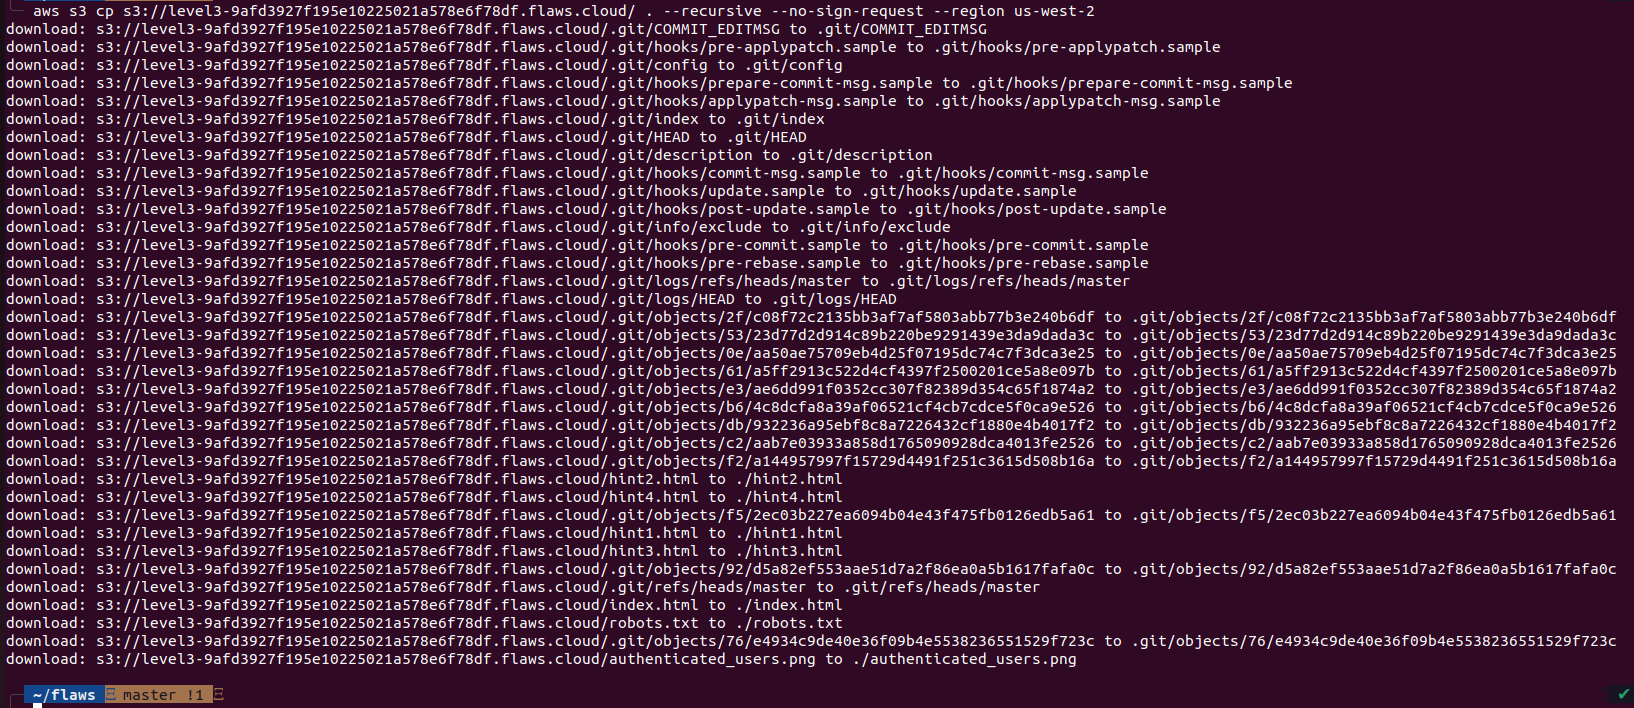 aws s3 cp s3://level3-9afd3927f195e10225021a578e6f78df.flaws.cloud/ . --recursive --no-sign-request --region us-west-2
download: s3://level3-9afd3927f195e10225021a578e6f78df.flaws.cloud/.git/COMMIT_EDITMSG to .git/COMMIT_EDITMSG
download: s3://level3-9afd3927f195e10225021a578e6f78df.flaws.cloud/.git/hooks/pre-applypatch.sample to .git/hooks/pre-applypatch.sample
download: s3://level3-9afd3927f195e10225021a578e6f78df.flaws.cloud/.git/config to .git/config
download: s3://level3-9afd3927f195e10225021a578e6f78df.flaws.cloud/.git/hooks/prepare-commit-msg.sample to .git/hooks/prepare-commit-msg.sample
download: s3://level3-9afd3927f195e10225021a578e6f78df.flaws.cloud/.git/hooks/applypatch-msg.sample to .git/hooks/applypatch-msg.sample
download: s3://level3-9afd3927f195e10225021a578e6f78df.flaws.cloud/.git/index to .git/index
download: s3://level3-9afd3927f195e10225021a578e6f78df.flaws.cloud/.git/HEAD to .git/HEAD
download: s3://level3-9afd3927f195e10225021a578e6f78df.flaws.cloud/.git/description to .git/description
download: s3://level3-9afd3927f195e10225021a578e6f78df.flaws.cloud/.git/hooks/commit-msg.sample to .git/hooks/commit-msg.sample
download: s3://level3-9afd3927f195e10225021a578e6f78df.flaws.cloud/.git/hooks/update.sample to .git/hooks/update.sample
download: s3://level3-9afd3927f195e10225021a578e6f78df.flaws.cloud/.git/hooks/post-update.sample to .git/hooks/post-update.sample
download: s3://level3-9afd3927f195e10225021a578e6f78df.flaws.cloud/.git/info/exclude to .git/info/exclude
download: s3://level3-9afd3927f195e10225021a578e6f78df.flaws.cloud/.git/hooks/pre-commit.sample to .git/hooks/pre-commit.sample
download: s3://level3-9afd3927f195e10225021a578e6f78df.flaws.cloud/.git/hooks/pre-rebase.sample to .git/hooks/pre-rebase.sample
download: s3://level3-9afd3927f195e10225021a578e6f78df.flaws.cloud/.git/logs/refs/heads/master to .git/logs/refs/heads/master
download: s3://level3-9afd3927f195e10225021a578e6f78df.flaws.cloud/.git/logs/HEAD to .git/logs/HEAD
download: s3://level3-9afd3927f195e10225021a578e6f78df.flaws.cloud/.git/objects/2f/c08f72c2135bb3af7af5803abb77b3e240b6df to .git/objects/2f/c08f72c2135bb3af7af5803abb77b3e240b6df
download: s3://level3-9afd3927f195e10225021a578e6f78df.flaws.cloud/.git/objects/53/23d77d2d914c89b220be9291439e3da9dada3c to .git/objects/53/23d77d2d914c89b220be9291439e3da9dada3c
download: s3://level3-9afd3927f195e10225021a578e6f78df.flaws.cloud/.git/objects/0e/aa50ae75709eb4d25f07195dc74c7f3dca3e25 to .git/objects/0e/aa50ae75709eb4d25f07195dc74c7f3dca3e25
download: s3://level3-9afd3927f195e10225021a578e6f78df.flaws.cloud/.git/objects/61/a5ff2913c522d4cf4397f2500201ce5a8e097b to .git/objects/61/a5ff2913c522d4cf4397f2500201ce5a8e097b
download: s3://level3-9afd3927f195e10225021a578e6f78df.flaws.cloud/.git/objects/e3/ae6dd991f0352cc307f82389d354c65f1874a2 to .git/objects/e3/ae6dd991f0352cc307f82389d354c65f1874a2
download: s3://level3-9afd3927f195e10225021a578e6f78df.flaws.cloud/.git/objects/b6/4c8dcfa8a39af06521cf4cb7cdce5f0ca9e526 to .git/objects/b6/4c8dcfa8a39af06521cf4cb7cdce5f0ca9e526
download: s3://level3-9afd3927f195e10225021a578e6f78df.flaws.cloud/.git/objects/db/932236a95ebf8c8a7226432cf1880e4b4017f2 to .git/objects/db/932236a95ebf8c8a7226432cf1880e4b4017f2
download: s3://level3-9afd3927f195e10225021a578e6f78df.flaws.cloud/.git/objects/c2/aab7e03933a858d1765090928dca4013fe2526 to .git/objects/c2/aab7e03933a858d1765090928dca4013fe2526
download: s3://level3-9afd3927f195e10225021a578e6f78df.flaws.cloud/.git/objects/f2/a144957997f15729d4491f251c3615d508b16a to .git/objects/f2/a144957997f15729d4491f251c3615d508b16a
download: s3://level3-9afd3927f195e10225021a578e6f78df.flaws.cloud/hint2.html to ./hint2.html
download: s3://level3-9afd3927f195e10225021a578e6f78df.flaws.cloud/hint4.html to ./hint4.html
download: s3://level3-9afd3927f195e10225021a578e6f78df.flaws.cloud/.git/objects/f5/2ec03b227ea6094b04e43f475fb0126edb5a61 to .git/objects/f5/2ec03b227ea6094b04e43f475fb0126edb5a61
download: s3://level3-9afd3927f195e10225021a578e6f78df.flaws.cloud/hint1.html to ./hint1.html
download: s3://level3-9afd3927f195e10225021a578e6f78df.flaws.cloud/hint3.html to ./hint3.html
download: s3://level3-9afd3927f195e10225021a578e6f78df.flaws.cloud/.git/objects/92/d5a82ef553aae51d7a2f86ea0a5b1617fafa0c to .git/objects/92/d5a82ef553aae51d7a2f86ea0a5b1617fafa0c
download: s3://level3-9afd3927f195e10225021a578e6f78df.flaws.cloud/.git/refs/heads/master to .git/refs/heads/master
download: s3://level3-9afd3927f195e10225021a578e6f78df.flaws.cloud/index.html to ./index.html
download: s3://level3-9afd3927f195e10225021a578e6f78df.flaws.cloud/robots.txt to ./robots.txt
download: s3://level3-9afd3927f195e10225021a578e6f78df.flaws.cloud/.git/objects/76/e4934c9de40e36f09b4e5538236551529f723c to .git/objects/76/e4934c9de40e36f09b4e5538236551529f723c
download: s3://level3-9afd3927f195e10225021a578e6f78df.flaws.cloud/authenticated_users.png to ./authenticated_users.png
~/flaws master !1 ✔